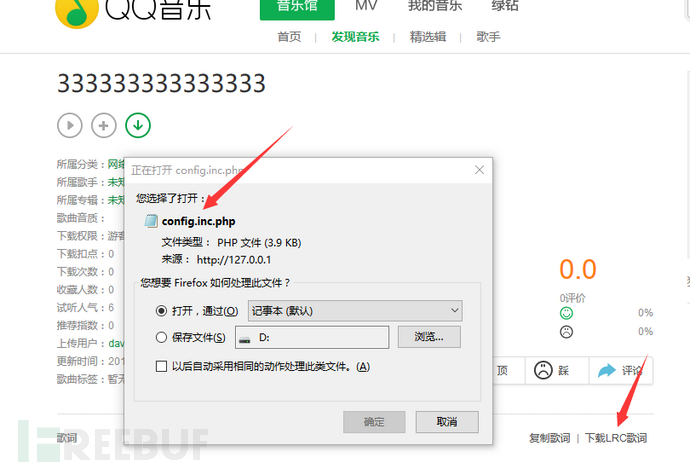 QQ音乐
音乐馆 MV 我的音乐 绿钻
首页 | 发现音乐 | 精选辑 | 歌手
333333333333333
所属分类：网络
所属歌手：未知
所属专辑：未知
歌曲音质：
下载权限：游客
下载扣点：0
下载次数：0
收藏人数：0
试听人气：6
推荐指数：0
上传用户：dav
更新时间：201
歌曲标签：暂无
正在打开 config.inc.php
您选择了打开：
config.inc.php
文件类型： PHP 文件 (3.9 KB)
来源： http://127.0.0.1
您想要 Firefox 如何处理此文件？
打开，通过(O) 记事本 (默认)
保存文件(S) D: 浏览...
以后自动采用相同的动作处理此类文件。(A)
确定 取消
0.0
0评价
0%
0%
顶 踩 评论
歌词
复制歌词 | 下载LRC歌词
FREEBUF